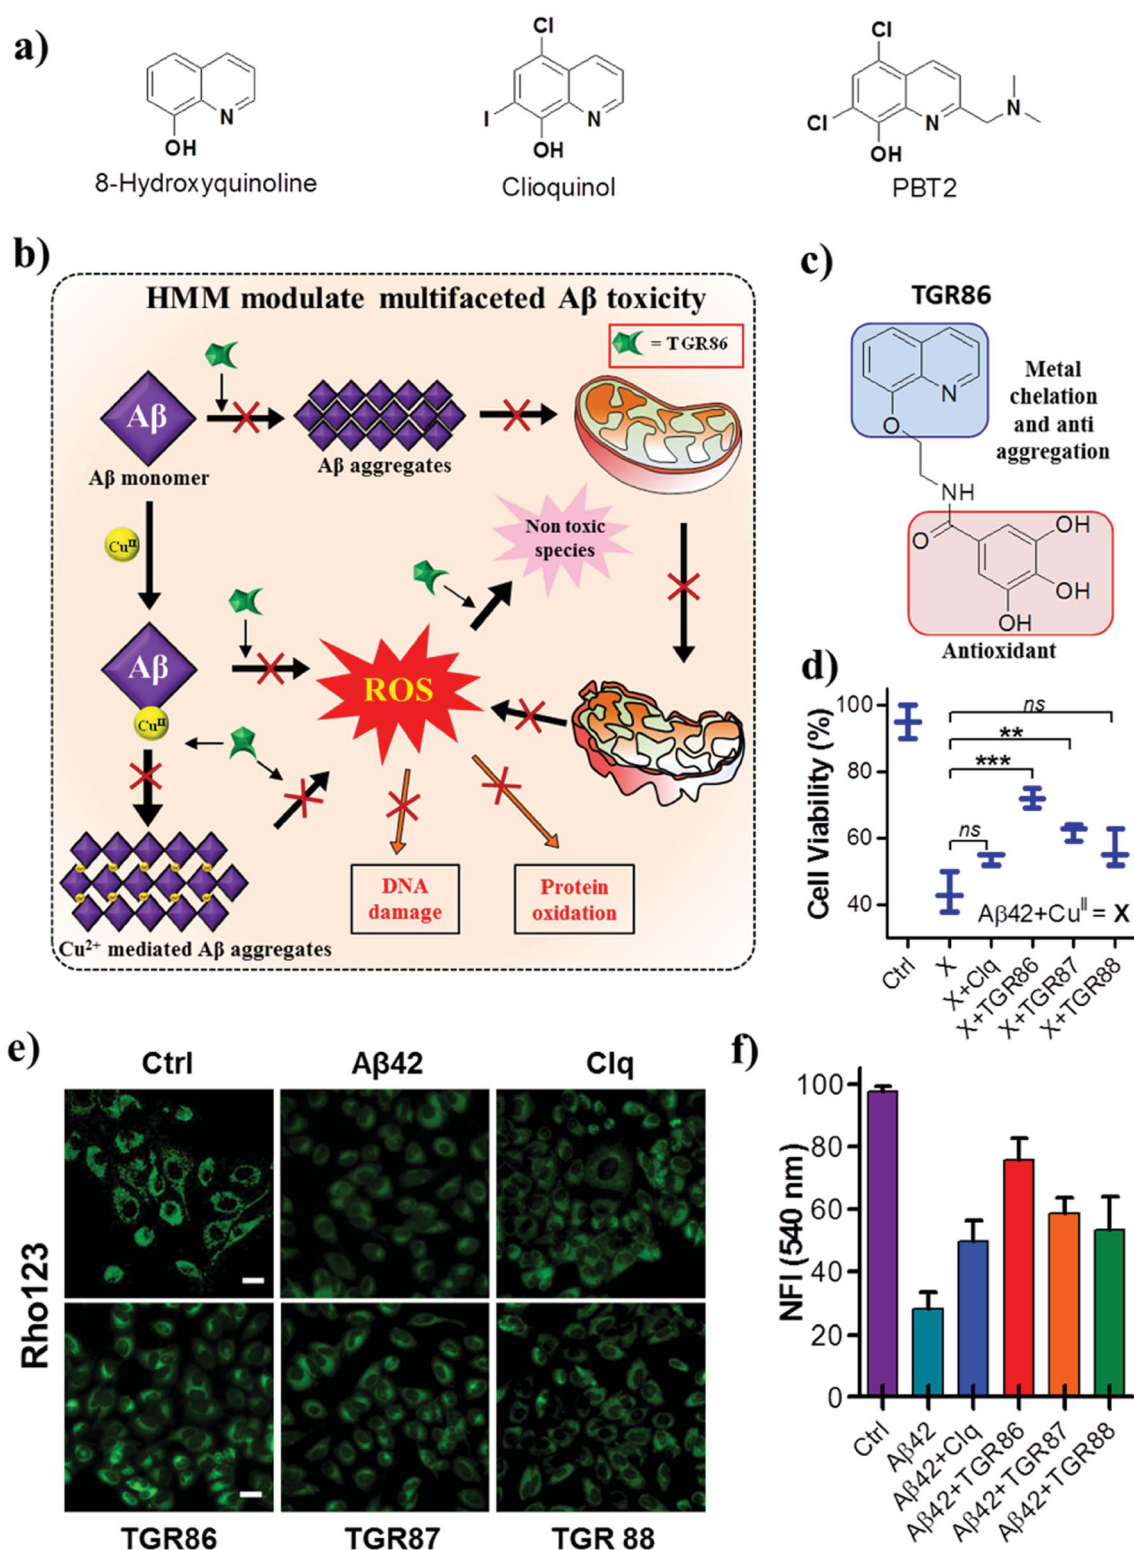 a)
Cl
N
OH
8-Hydroxyquinoline
Cl
I
N
OH
Clioquinol
Cl
Cl
N
N
OH
PBT2
b)
HMM modulate multifaceted Aβ toxicity
= TGR86
Aβ
Aβ monomer
Aβ aggregates
Non toxic
species
Cu^II
Aβ
Cu^II
ROS
DNA
damage
Protein
oxidation
Cu²⁺ mediated Aβ aggregates
c)
TGR86
N
O
NH
O
OH
OH
OH
Metal
chelation
and anti
aggregation
Antioxidant
d)
Cell Viability (%)
100
80
60
40
ns
**
***
ns
Aβ42+Cu^II = X
Ctrl
X
X+Clq
X+TGR86
X+TGR87
X+TGR88
e)
Ctrl
Aβ42
Clq
Rho123
TGR86
TGR87
TGR 88
f)
NFI (540 nm)
100
80
60
40
20
0
Ctrl
Aβ42
Aβ42+Clq
Aβ42+TGR86
Aβ42+TGR87
Aβ42+TGR88